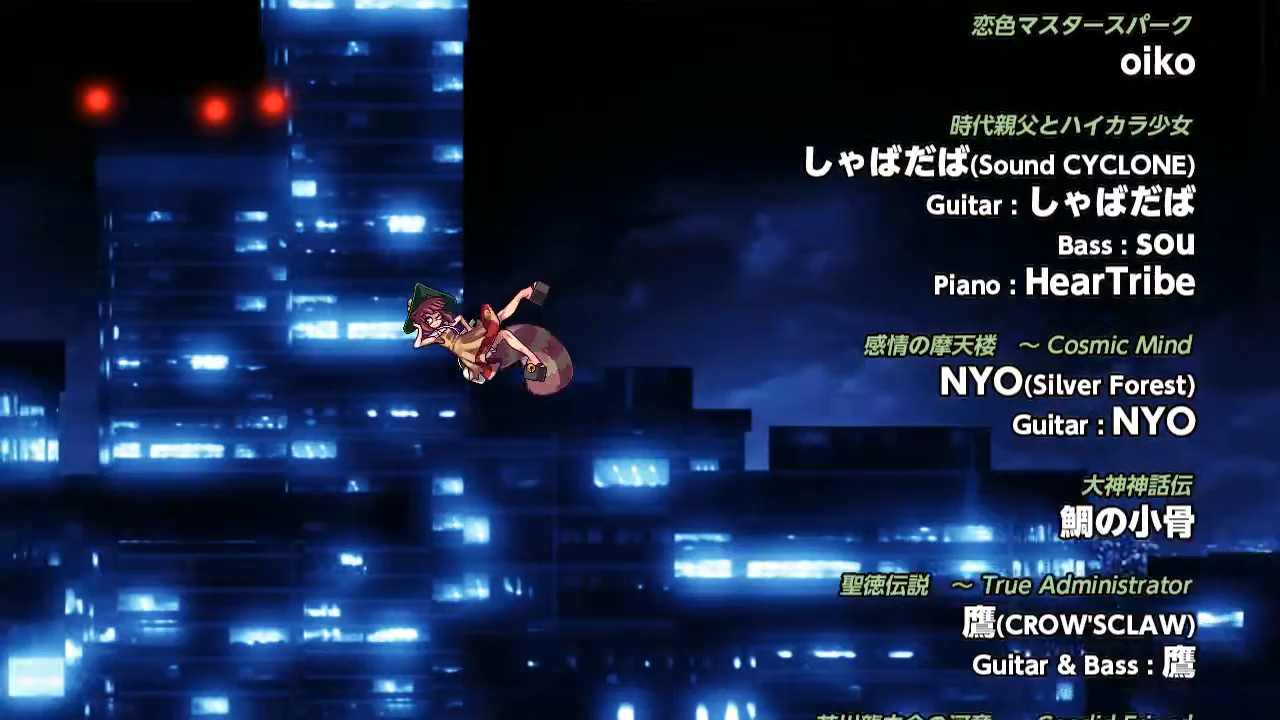 恋色マスタースパーク
oiko
時代親父とハイカラ少女
しゃばだば(Sound CYCLONE)
Guitar : しゃばだば
Bass : sou
Piano : HearTribe
感情の摩天楼　～ Cosmic Mind
NYO(Silver Forest)
Guitar : NYO
大神神話伝
鯛の小骨
聖徳伝説　～ True Administrator
鷹(CROW'SCLAW)
Guitar & Bass : 鷹